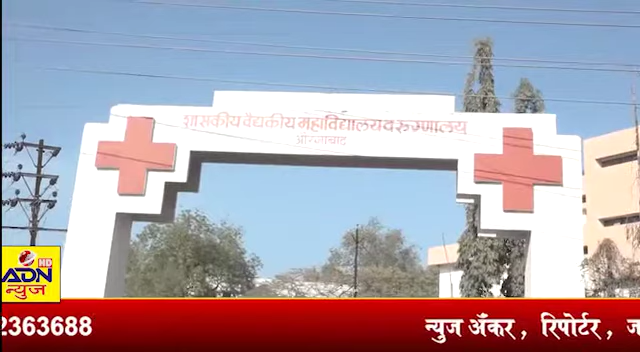 शासकीय वैद्यकीय महाविद्यालय व रुग्णालय
औरंगाबाद
ADN
HD
न्युज
2363688
न्युज अँकर, रिपोर्टर, ज